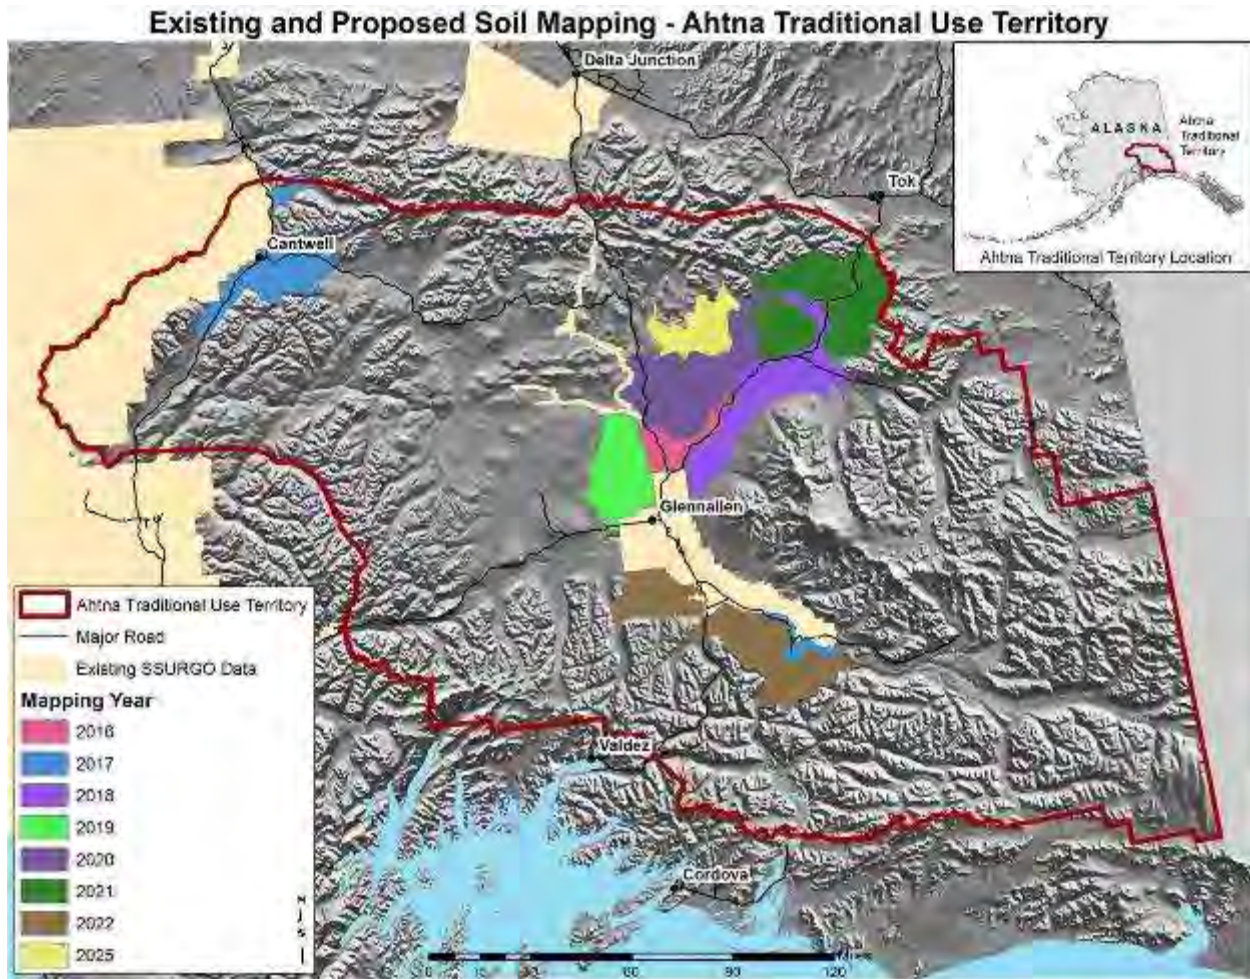 Existing and Proposed Soil Mapping - Ahtna Traditional Use Territory
Delta Junction
ALASKA
Ahtna
Traditional
Territory
Ahtna Traditional Territory Location
Tok
Cantwell
Glennallen
Ahtna Traditional Use Territory
Major Road
Existing SSURGO Data
Mapping Year
2016
2017
2018
2019
2020
2021
2022
2025
Valdez
Cordova
0
60
90
120